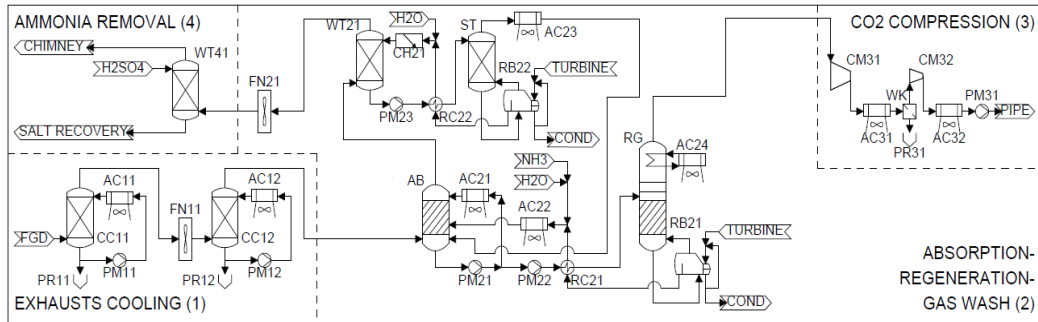 AMMONIA REMOVAL (4)
CO2 COMPRESSION (3)
WT21
H2O
ST
AC23
CHIMNEY
WT41
CH21
CM31
CM32
H2SO4
FN21
RB22
TURBINE
WK
PM31
PIPE
PM23
RC22
AC31
AC32
SALT RECOVERY
COND
PR31
RG
AC24
NH3
H2O
AB
AC21
AC22
AC11
AC12
FN11
RB21
TURBINE
FGD
CC11
CC12
PM11
PM12
PM21
PM22
RC21
PR11
PR12
COND
EXHAUSTS COOLING (1)
ABSORPTION-
REGENERATION-
GAS WASH (2)